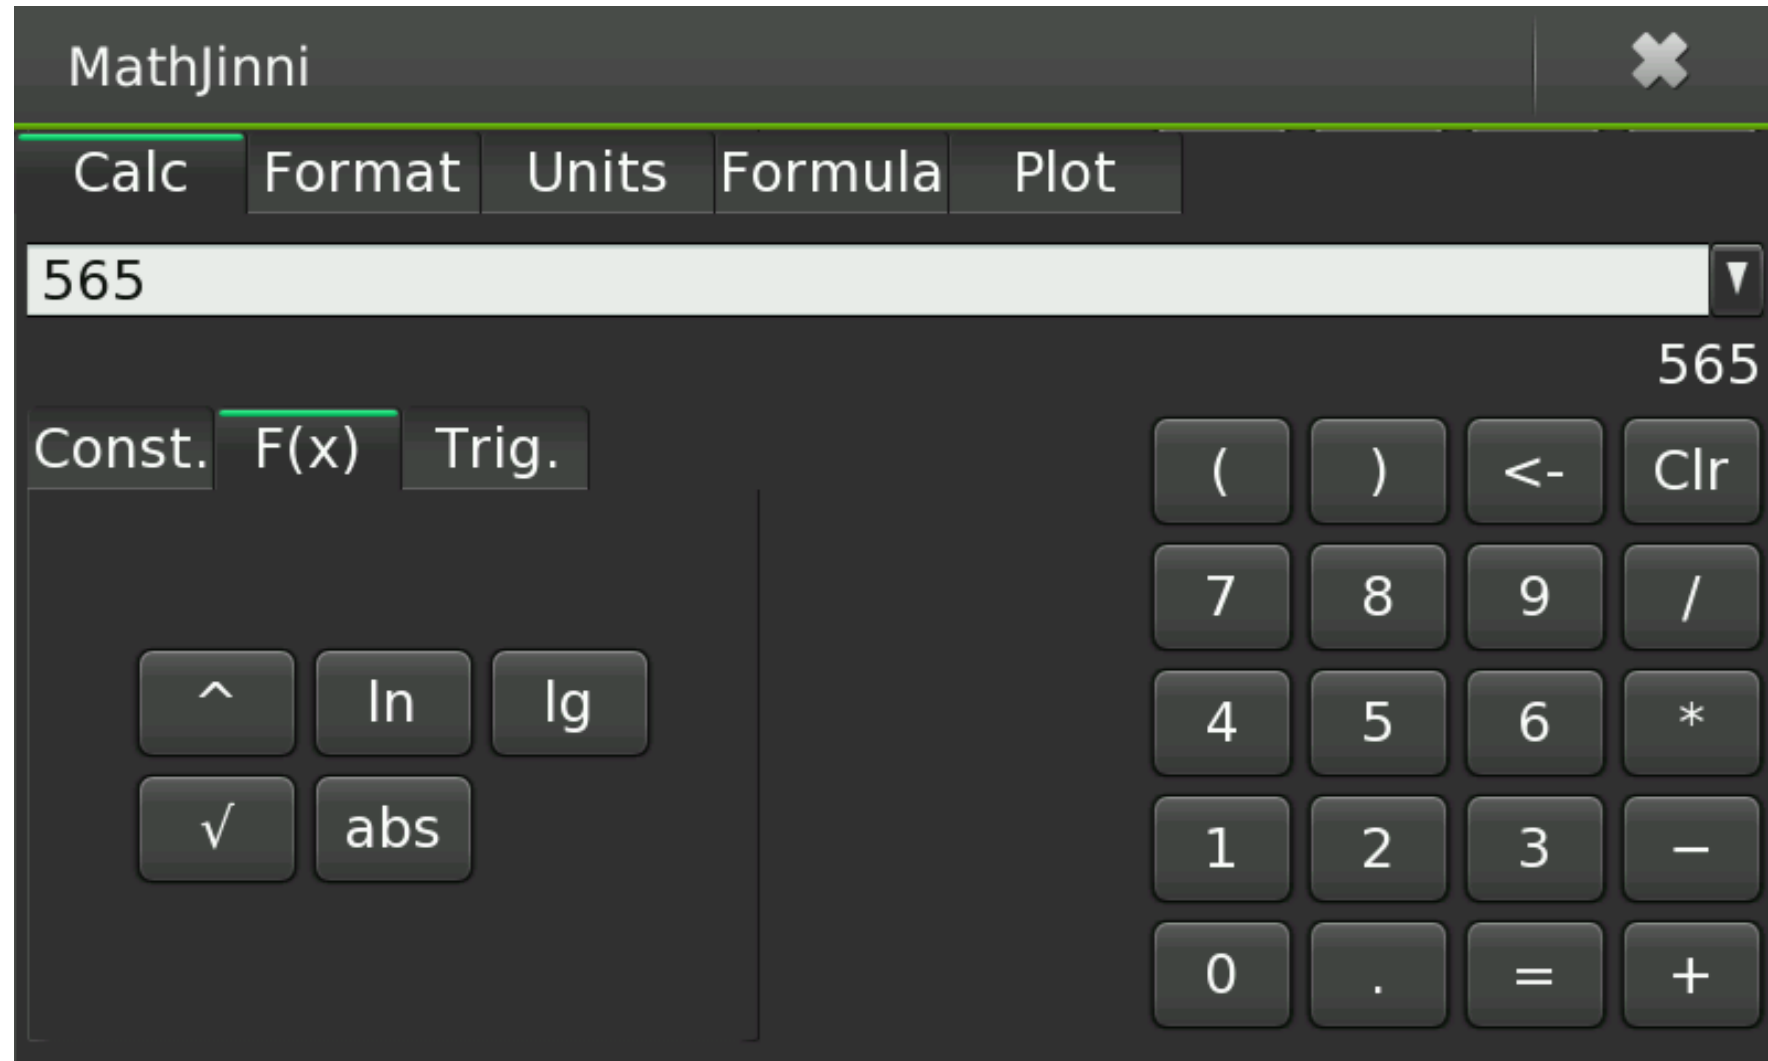 MathJinni ✖
Calc Format Units Formula Plot
565 ▼
565
Const. F(x) Trig.
( ) <- Clr
7 8 9 /
^ ln lg
4 5 6 *
√ abs
1 2 3 −
0 . = +